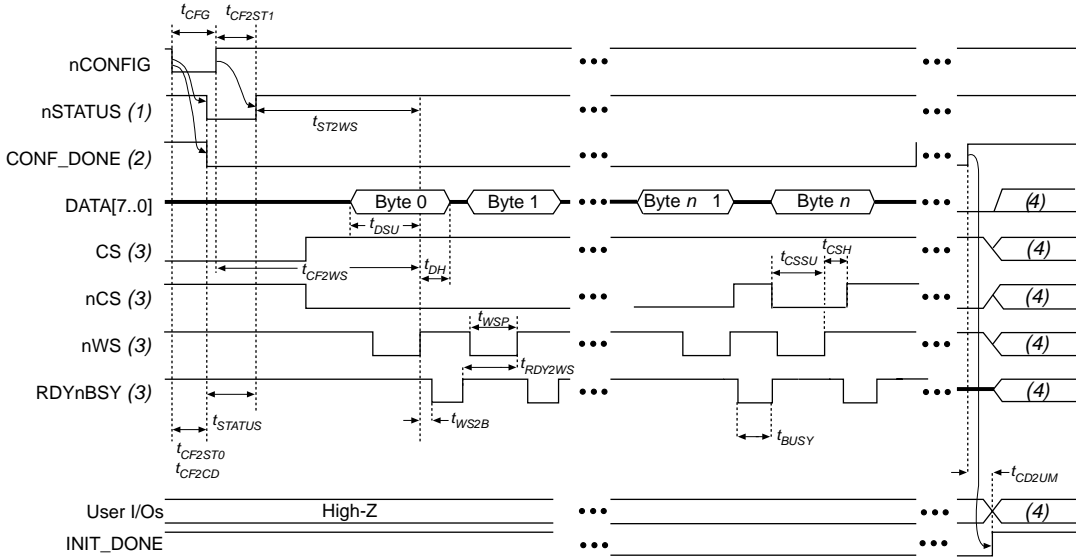 tCFG
tCF2ST1
nCONFIG
nSTATUS (1)
tST2WS
CONF_DONE (2)
DATA[7..0]
Byte 0
Byte 1
Byte n 1
Byte n
(4)
tDSU
CS (3)
tCF2WS
tDH
tCSSU
tCSH
(4)
nCS (3)
(4)
tWSP
nWS (3)
(4)
tRDY2WS
RDYnBSY (3)
(4)
tSTATUS
tWS2B
tBUSY
tCF2ST0
tCF2CD
tCD2UM
User I/Os
High-Z
(4)
INIT_DONE